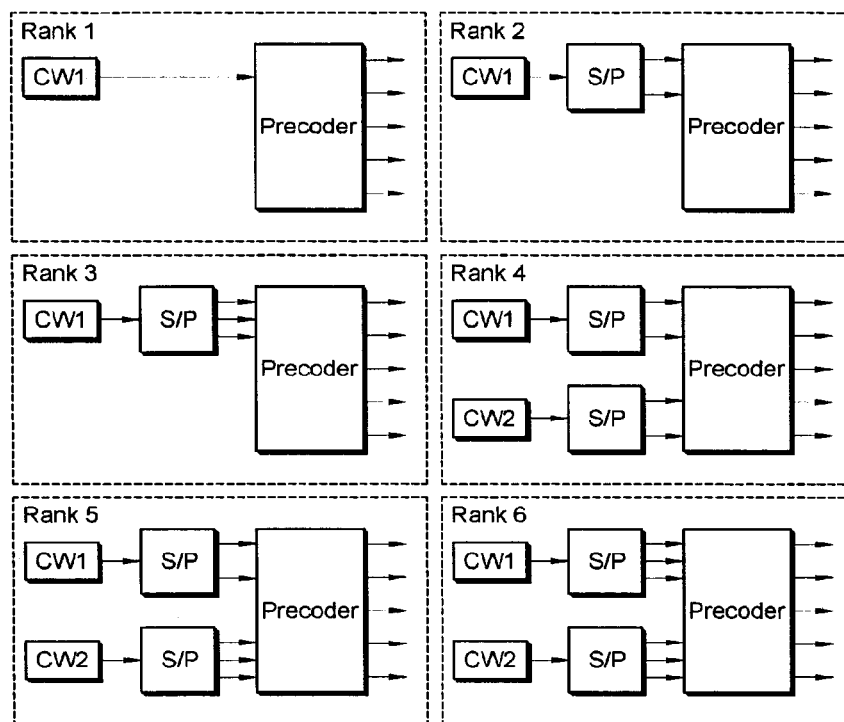 Rank 1
CW1
Precoder
Rank 2
CW1
S/P
Precoder
Rank 3
CW1
S/P
Precoder
Rank 4
CW1
S/P
CW2
S/P
Precoder
Rank 5
CW1
S/P
CW2
S/P
Precoder
Rank 6
CW1
S/P
CW2
S/P
Precoder